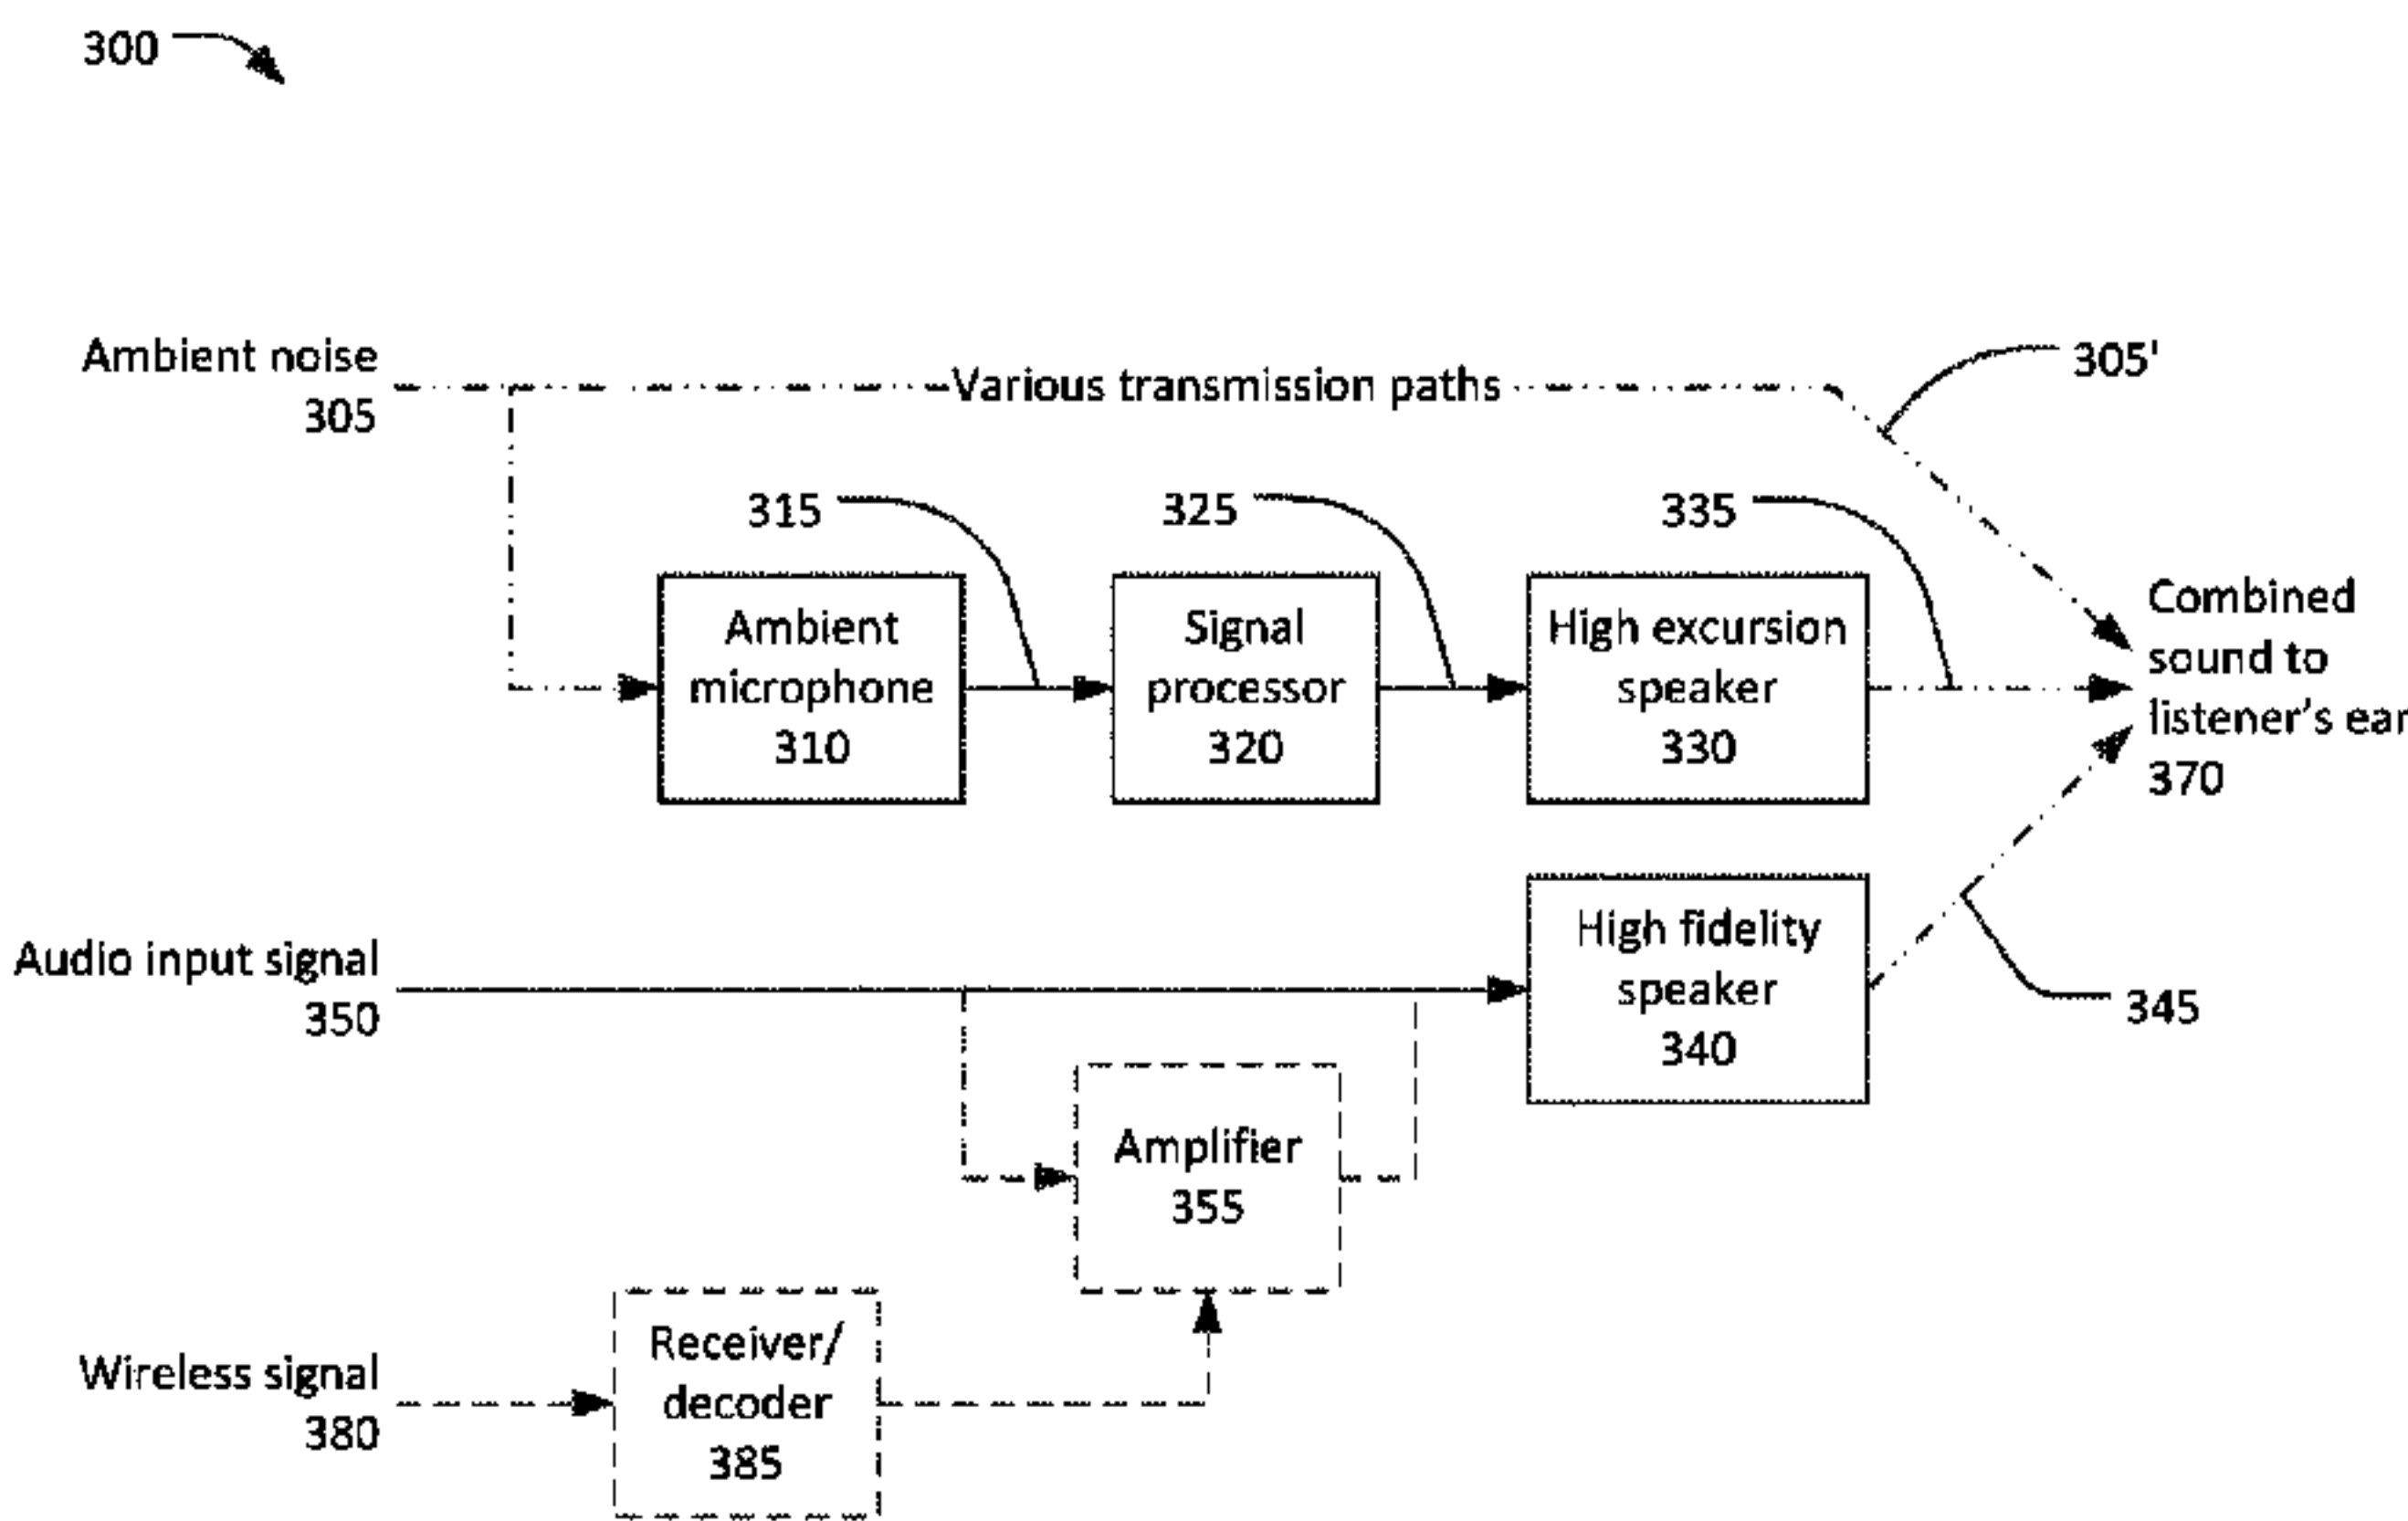 300
Ambient noise
305
Various transmission paths
305'
315
325
335
Ambient
microphone
310
Signal
processor
320
High excursion
speaker
330
Combined
sound to
listener's ear
370
Audio input signal
350
High fidelity
speaker
340
345
Amplifier
355
Wireless signal
380
Receiver/
decoder
385